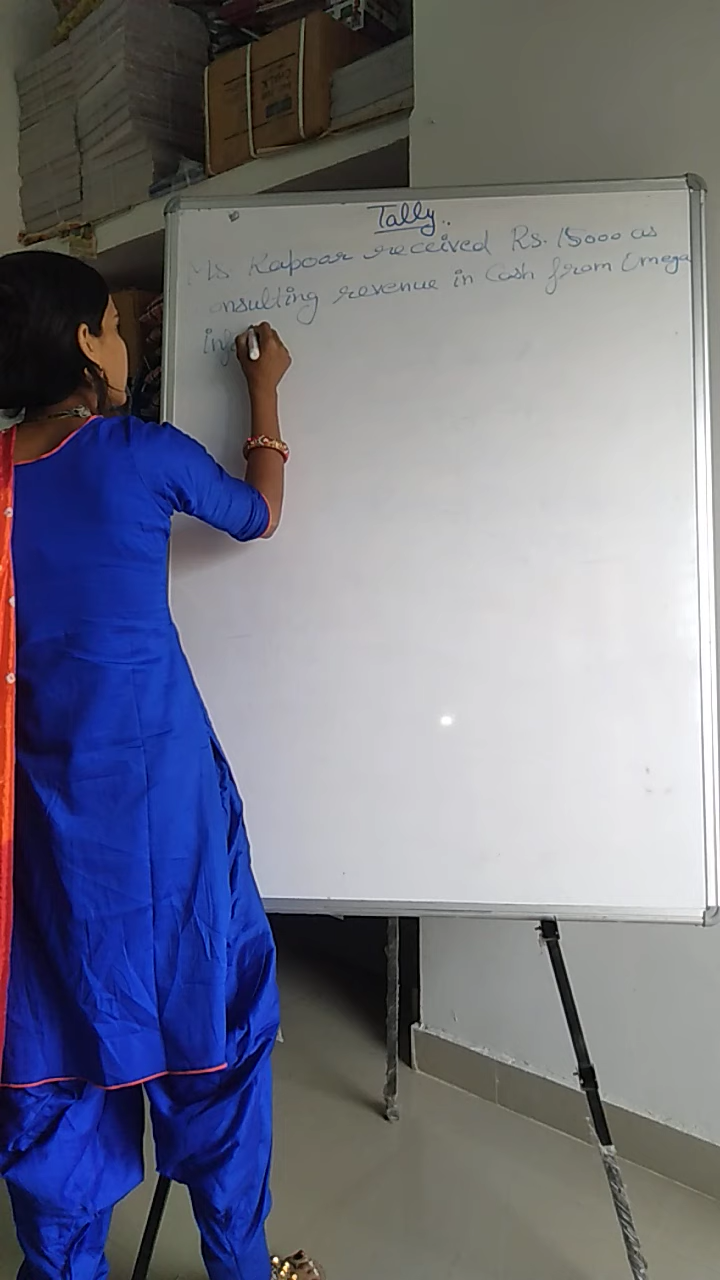 Tally
Ms Kapoor received Rs. 15000 as
onsulting revenue in Cash from Omega